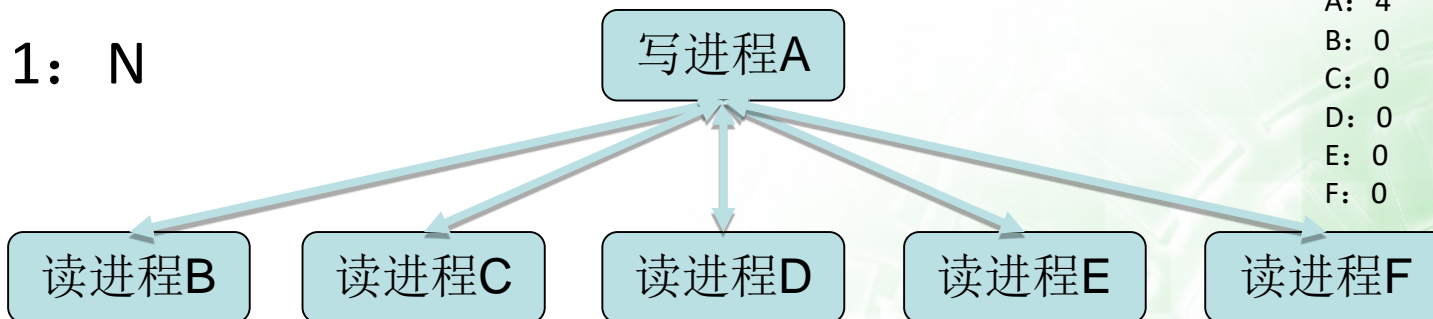 1： N
写进程A
A： 4
B： 0
C： 0
D： 0
E： 0
F： 0
读进程B
读进程C
读进程D
读进程E
读进程F